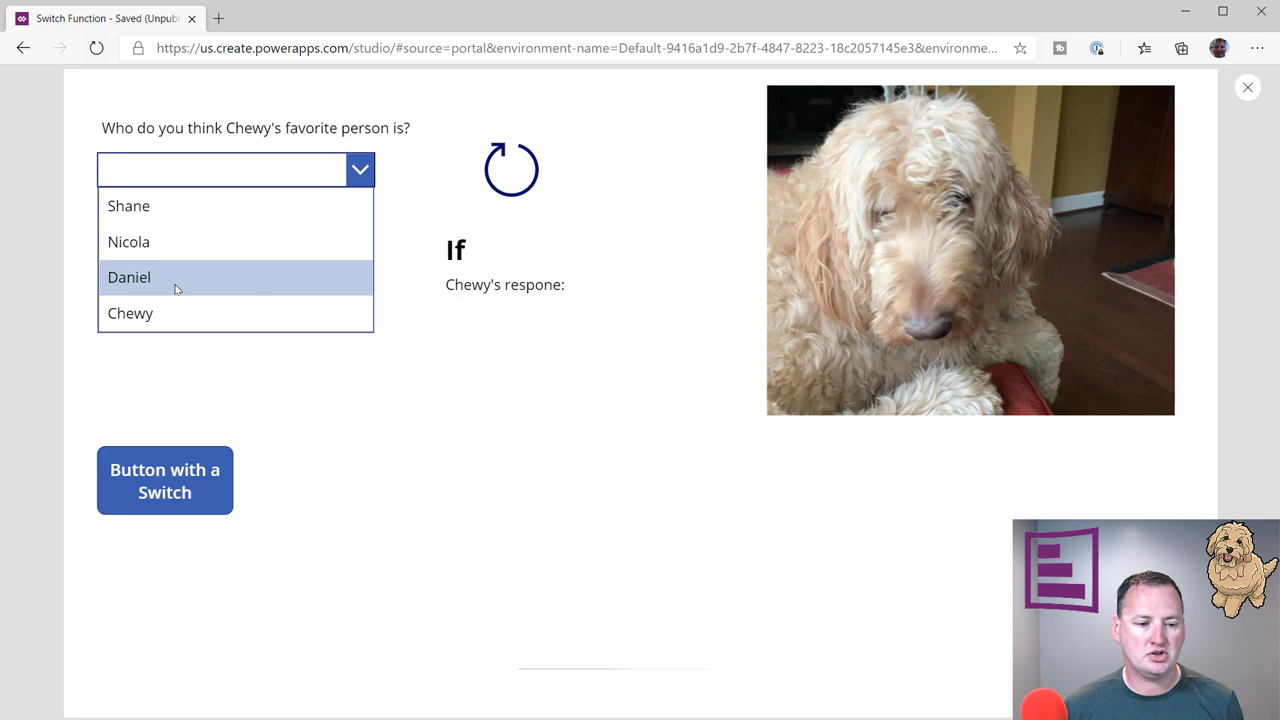 Switch Function - Saved (Unpubl
https://us.create.powerapps.com/studio/#source=portal&environment-name=Default-9416a1d9-2b7f-4847-8223-18c2057145e3&environme...
Who do you think Chewy's favorite person is?
Shane
Nicola
Daniel
Chewy
If
Chewy's respone:
Button with a
Switch